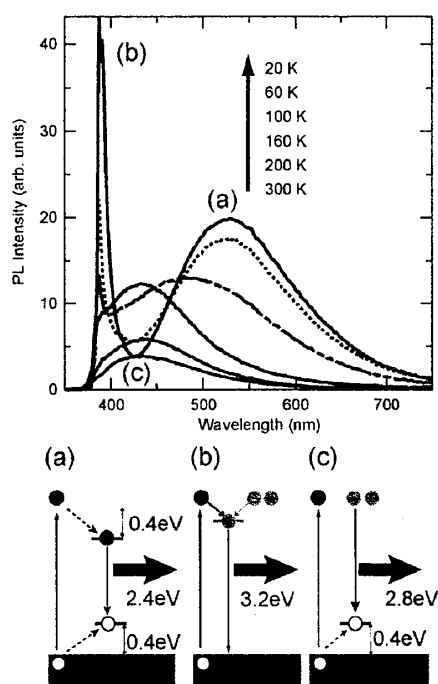 (b)
20 K
60 K
100 K
160 K
200 K
300 K
(a)
(c)
40
30
20
10
0
PL Intensity (arb. units)
400 500 600 700
Wavelength (nm)
(a) (b) (c)
0.4eV
2.4eV 3.2eV 2.8eV
0.4eV 0.4eV